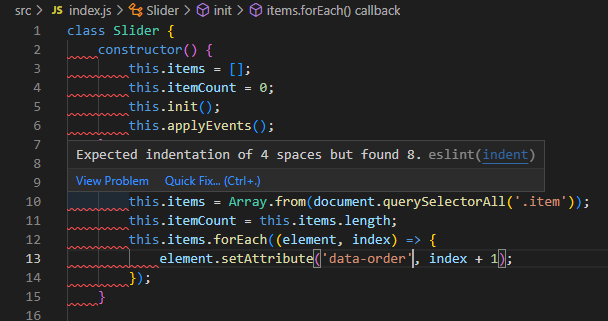 src > JS index.js > Slider > init > items.forEach() callback
1 class Slider {
2 constructor() {
3 this.items = [];
4 this.itemCount = 0;
5 this.init();
6 this.applyEvents();
7
8 Expected indentation of 4 spaces but found 8. eslint(indent)
9 View Problem Quick Fix... (Ctrl+.)
10 this.items = Array.from(document.querySelectorAll('.item'));
11 this.itemCount = this.items.length;
12 this.items.forEach((element, index) => {
13 element.setAttribute('data-order', index + 1);
14 });
15 }